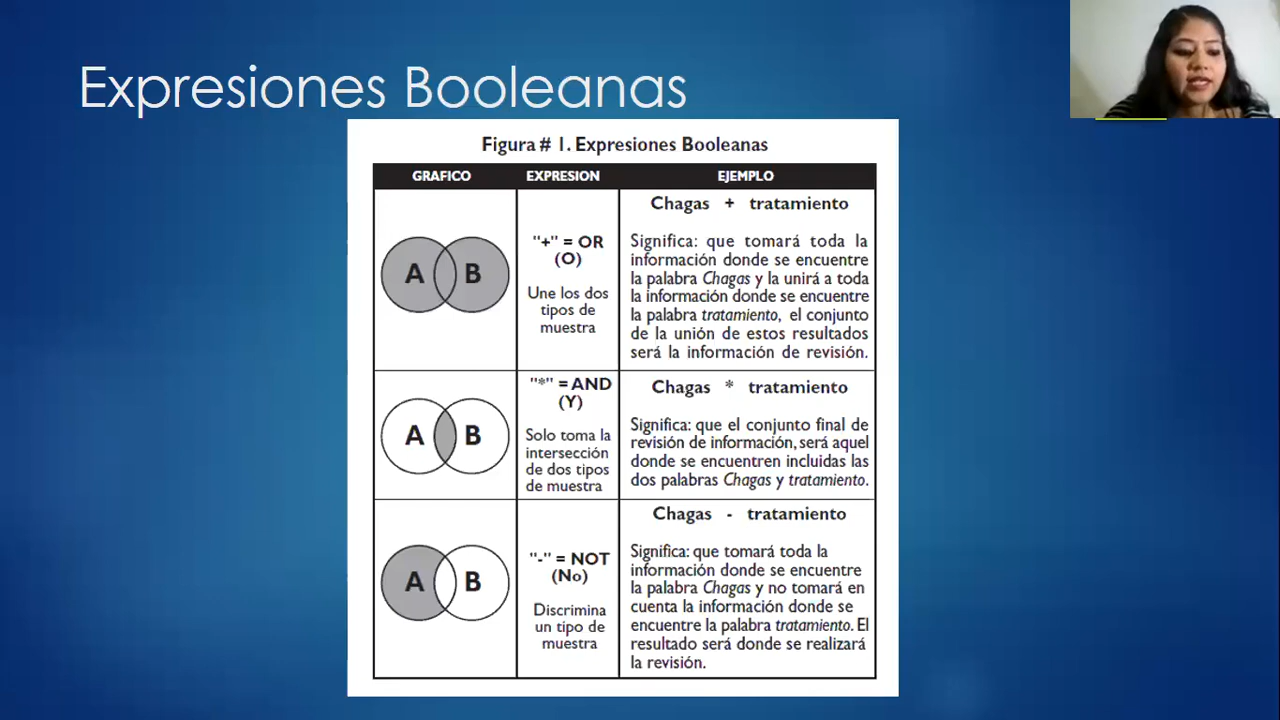 Expresiones Booleanas
Figura # 1. Expresiones Booleanas
GRAFICO EXPRESION EJEMPLO
A B
"+" = OR
(O)
Une los dos
tipos de
muestra
Chagas + tratamiento
Significa: que tomará toda la
información donde se encuentre
la palabra Chagas y la unirá a toda
la información donde se encuentre
la palabra tratamiento, el conjunto
de la unión de estos resultados
será la información de revisión.
A B
"*" = AND
(Y)
Solo toma la
intersección
de dos tipos
de muestra
Chagas * tratamiento
Significa: que el conjunto final de
revisión de información, será aquel
donde se encuentren incluidas las
dos palabras Chagas y tratamiento.
A B
"-" = NOT
(No)
Discrimina
un tipo de
muestra
Chagas - tratamiento
Significa: que tomará toda la
información donde se encuentre
la palabra Chagas y no tomará en
cuenta la información donde se
encuentre la palabra tratamiento. El
resultado será donde se realizará
la revisión.